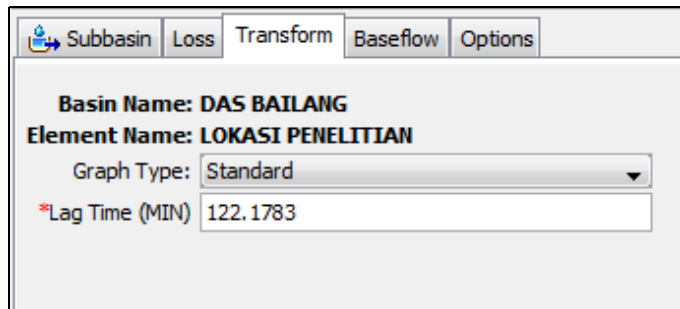 Subbasin Loss Transform Baseflow Options
Basin Name: DAS BAILANG
Element Name: LOKASI PENELITIAN
Graph Type: Standard
*Lag Time (MIN) 122.1783